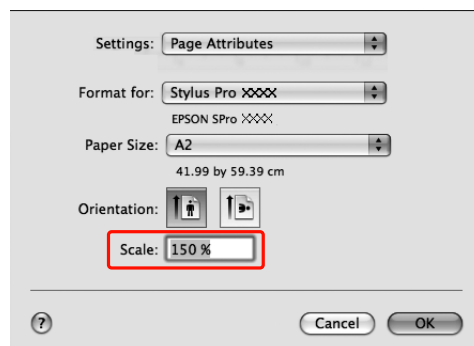 Settings: Page Attributes
Format for: Stylus Pro XXXX
EPSON SPro XXXX
Paper Size: A2
41.99 by 59.39 cm
Orientation:
Scale: 150 %
? Cancel OK